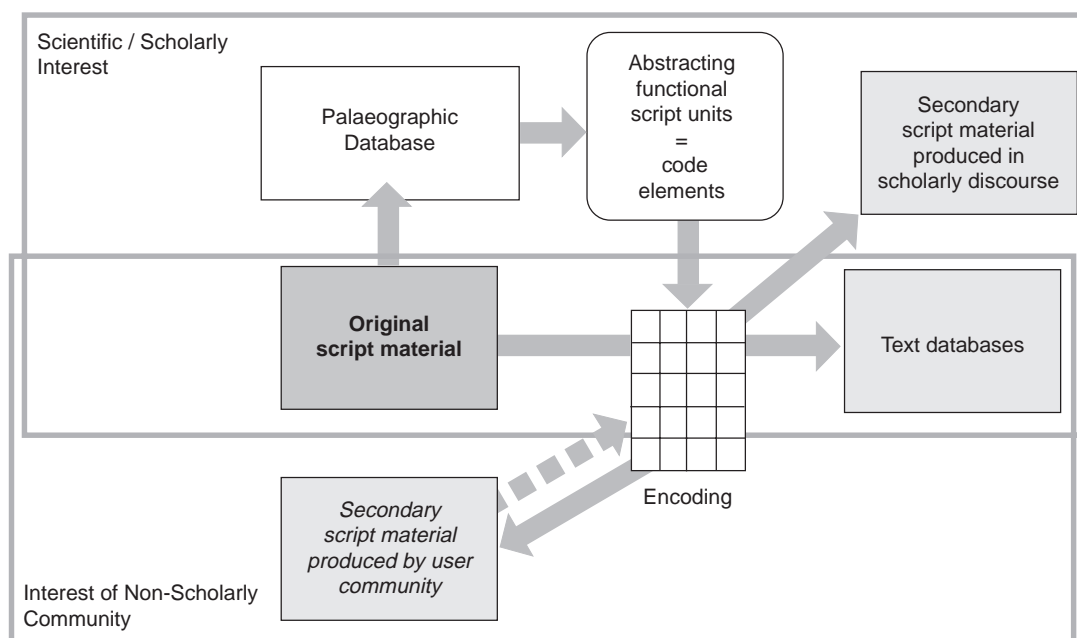 Scientific / Scholarly
Interest
Palaeographic
Database
Abstracting
functional
script units
=
code
elements
Secondary
script material
produced in
scholarly discourse
Original
script material
Text databases
Encoding
Secondary
script material
produced by user
community
Interest of Non-Scholarly
Community